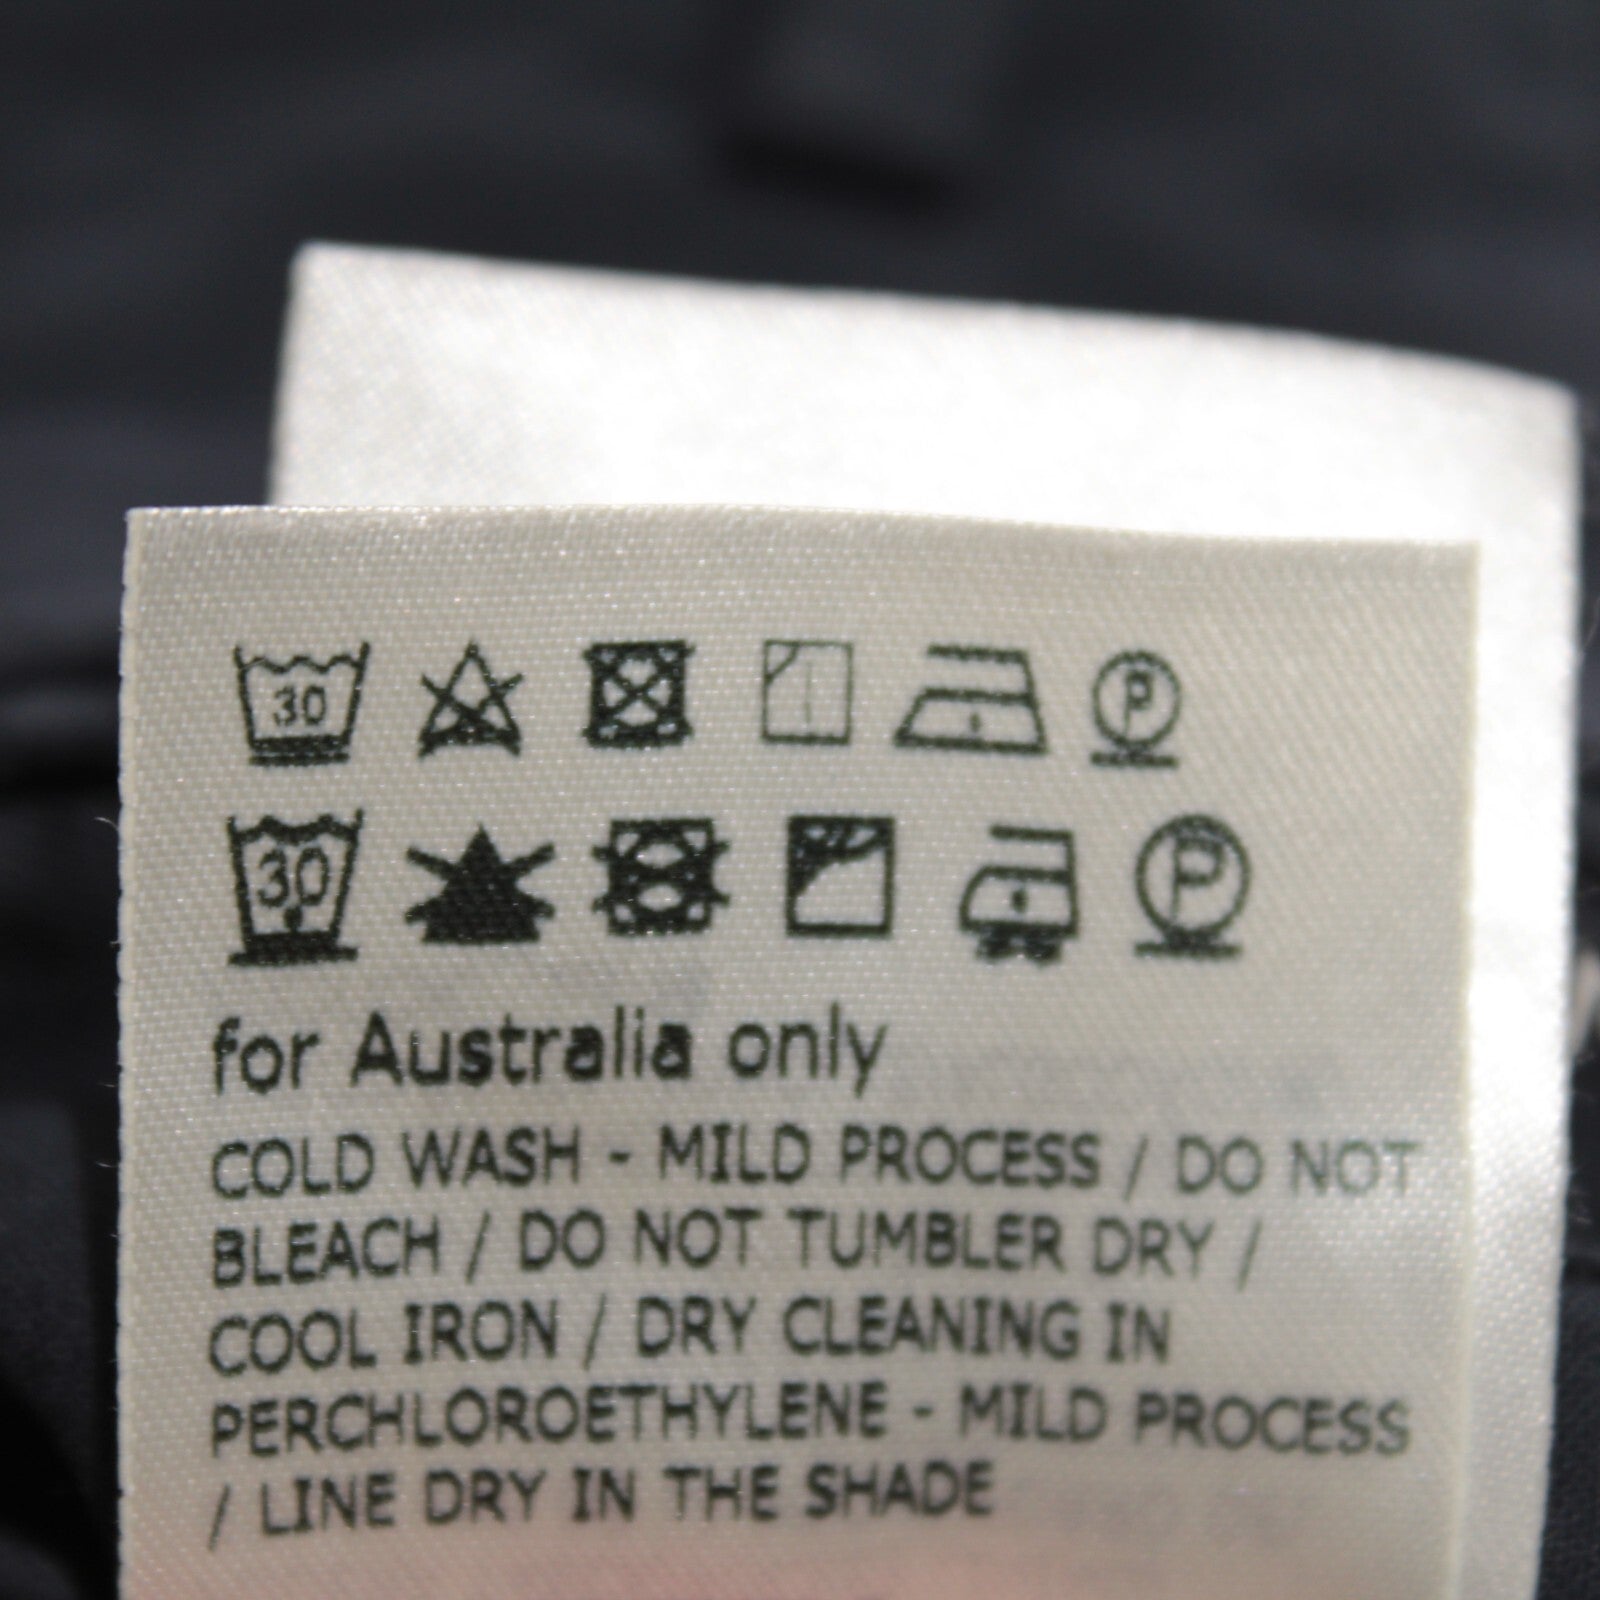 30 P
30 P
for Australia only
COLD WASH - MILD PROCESS / DO NOT
BLEACH / DO NOT TUMBLER DRY /
COOL IRON / DRY CLEANING IN
PERCHLOROETHYLENE - MILD PROCESS
/ LINE DRY IN THE SHADE